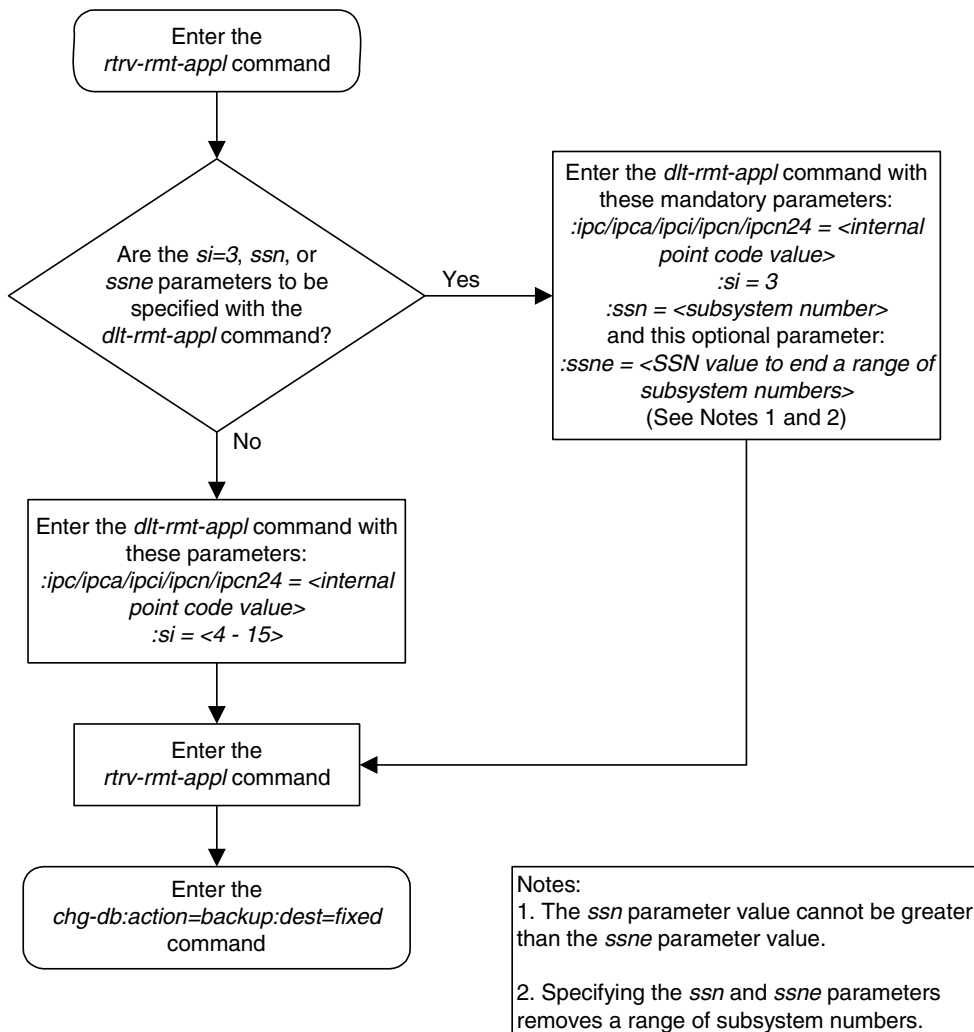 Enter the
rtrv-rmt-appl command
Are the si=3, ssn, or
ssne parameters to be
specified with the
dlt-rmt-appl command?
Yes
No
Enter the dlt-rmt-appl command with
these mandatory parameters:
:ipc/ipca/ipci/ipcn/ipcn24 = <internal
point code value>
:si = 3
:ssn = <subsystem number>
and this optional parameter:
:ssne = <SSN value to end a range of
subsystem numbers>
(See Notes 1 and 2)
Enter the dlt-rmt-appl command with
these parameters:
:ipc/ipca/ipci/ipcn/ipcn24 = <internal
point code value>
:si = <4 - 15>
Enter the
rtrv-rmt-appl command
Enter the
chg-db:action=backup:dest=fixed
command
Notes:
1. The ssn parameter value cannot be greater
than the ssne parameter value.
2. Specifying the ssn and ssne parameters
removes a range of subsystem numbers.